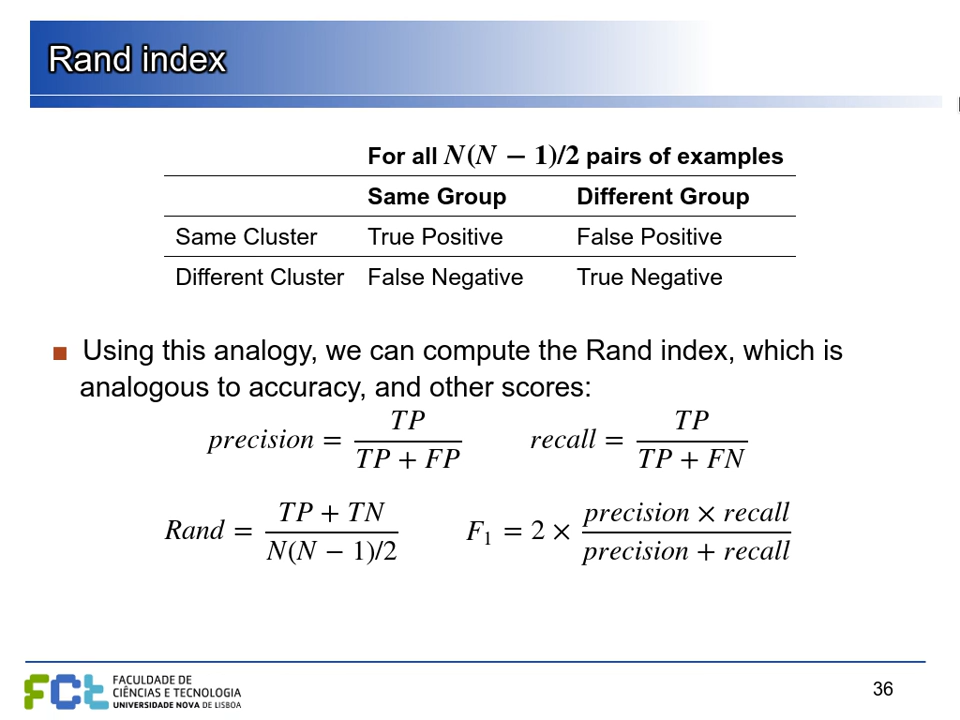 Rand index
For all N(N − 1)/2 pairs of examples
Same Group Different Group
Same Cluster True Positive False Positive
Different Cluster False Negative True Negative
Using this analogy, we can compute the Rand index, which is
analogous to accuracy, and other scores:
precision = TP / TP + FP recall = TP / TP + FN
Rand = TP + TN / N(N − 1)/2 F₁ = 2 × precision × recall / precision + recall
FCt FACULDADE DE
CIÊNCIAS E TECNOLOGIA
UNIVERSIDADE NOVA DE LISBOA
36